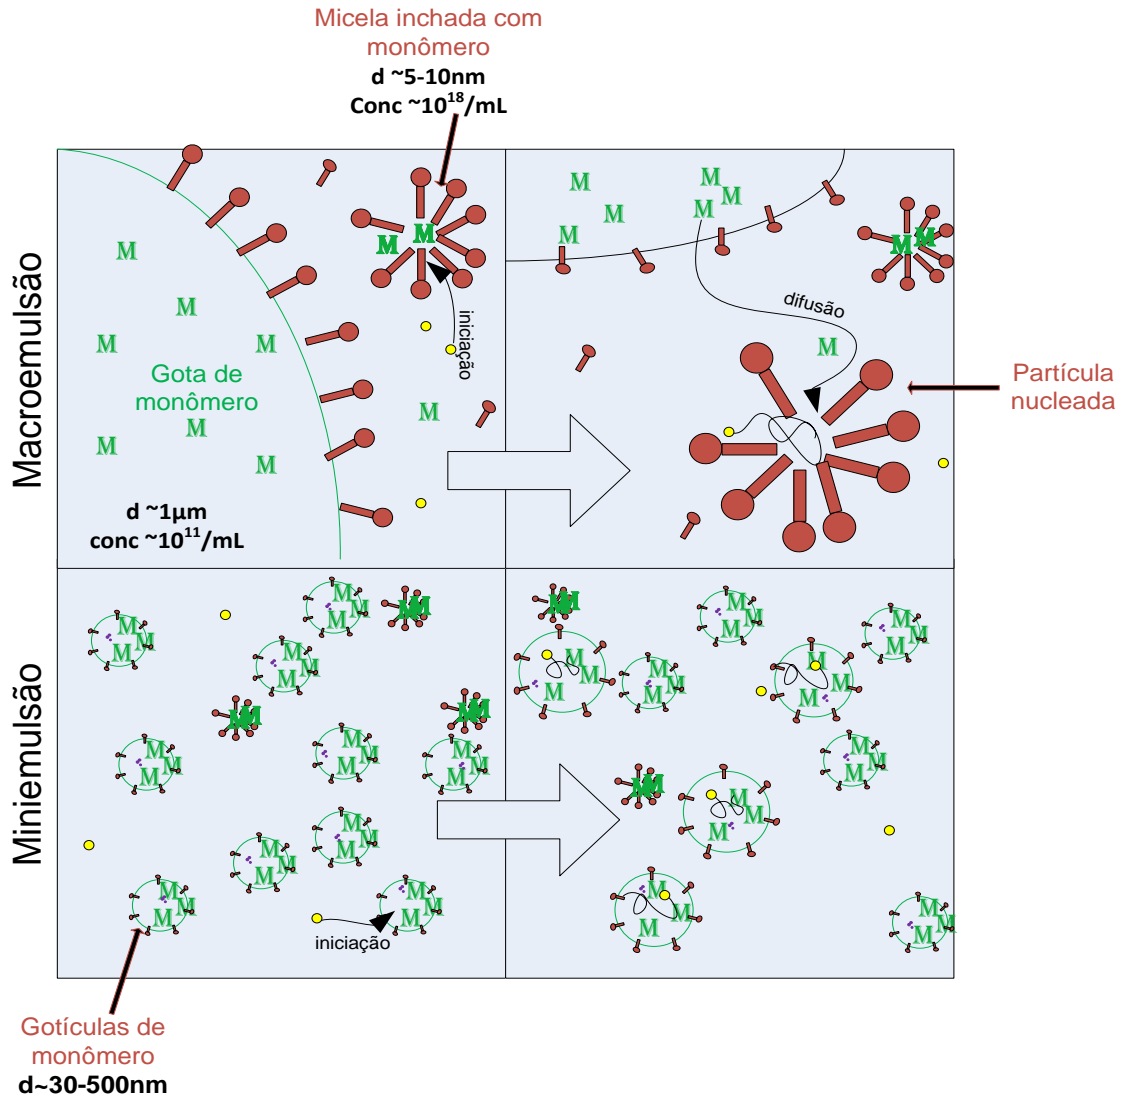 Micela inchada com
monômero
d ~5-10nm
Conc ~10¹⁸/mL
Macroemulsão
M
M
M
M
M
M
M
M
M
M
Gota de
monômero
iniciação
d ~1μm
conc ~10¹¹/mL
M
M
M
M
M
M
M
M
M
difusão
Partícula
nucleada
Miniemulsão
M M M
M M M
M M M
M M M
M M M
M M M
M M M
M M M
M M M
M M M
M M
M M
M M
iniciação
M M
M M M
M M M
M M M
M M M
M M M
M M M
M M
M M M
M M M
M M M
Gotículas de
monômero
d~30-500nm